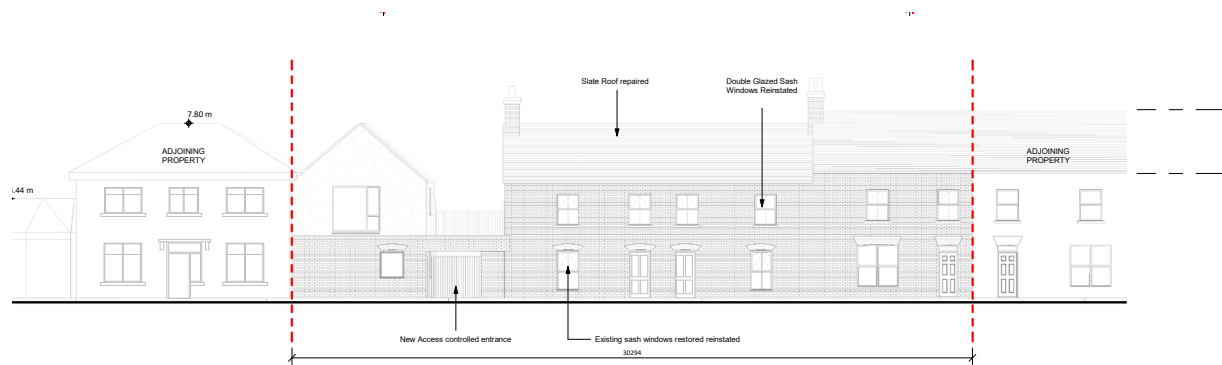 Slate Roof repaired
Double Glazed Sash
Windows Reinstated
7.80 m
ADJOINING
PROPERTY
ADJOINING
PROPERTY
.44 m
New Access controlled entrance
Existing sash windows restored reinstated
30294